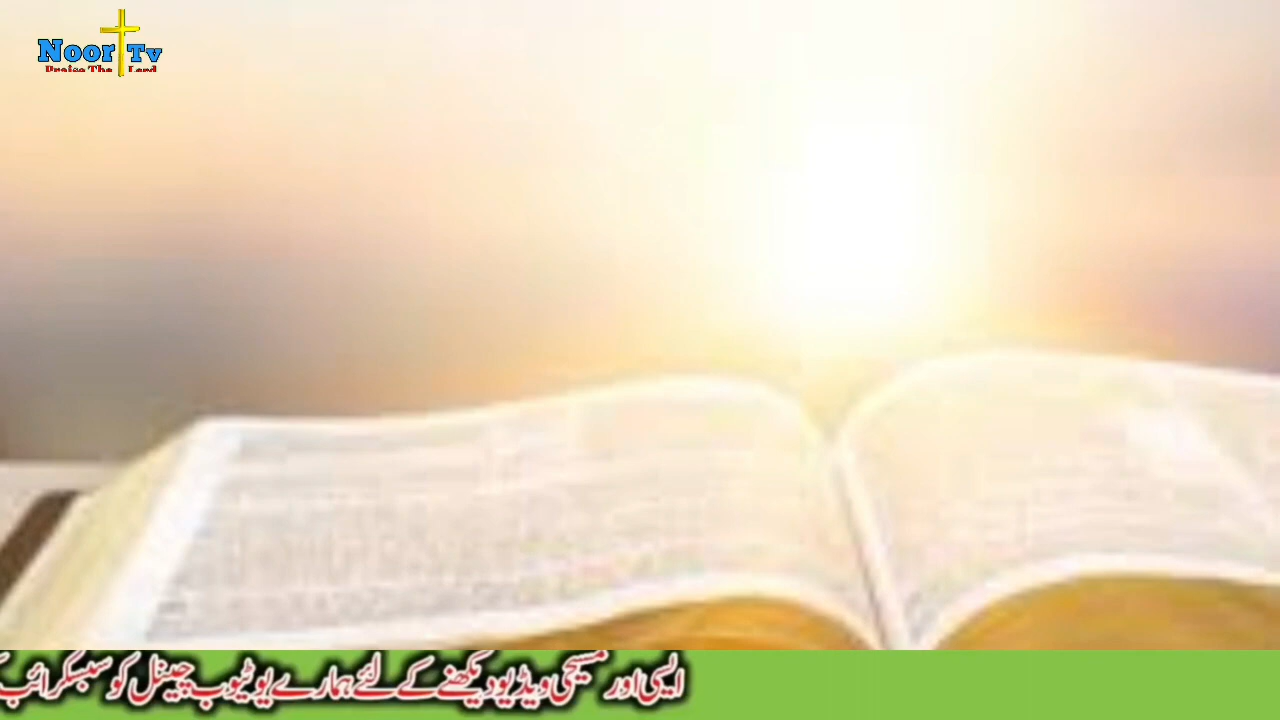 Noor Tv
Praise The Lord
ایسی اور مسیحی ویڈیو دیکھنے کے لئے ہمارے یوٹیوب چینل کو سبسکرائب